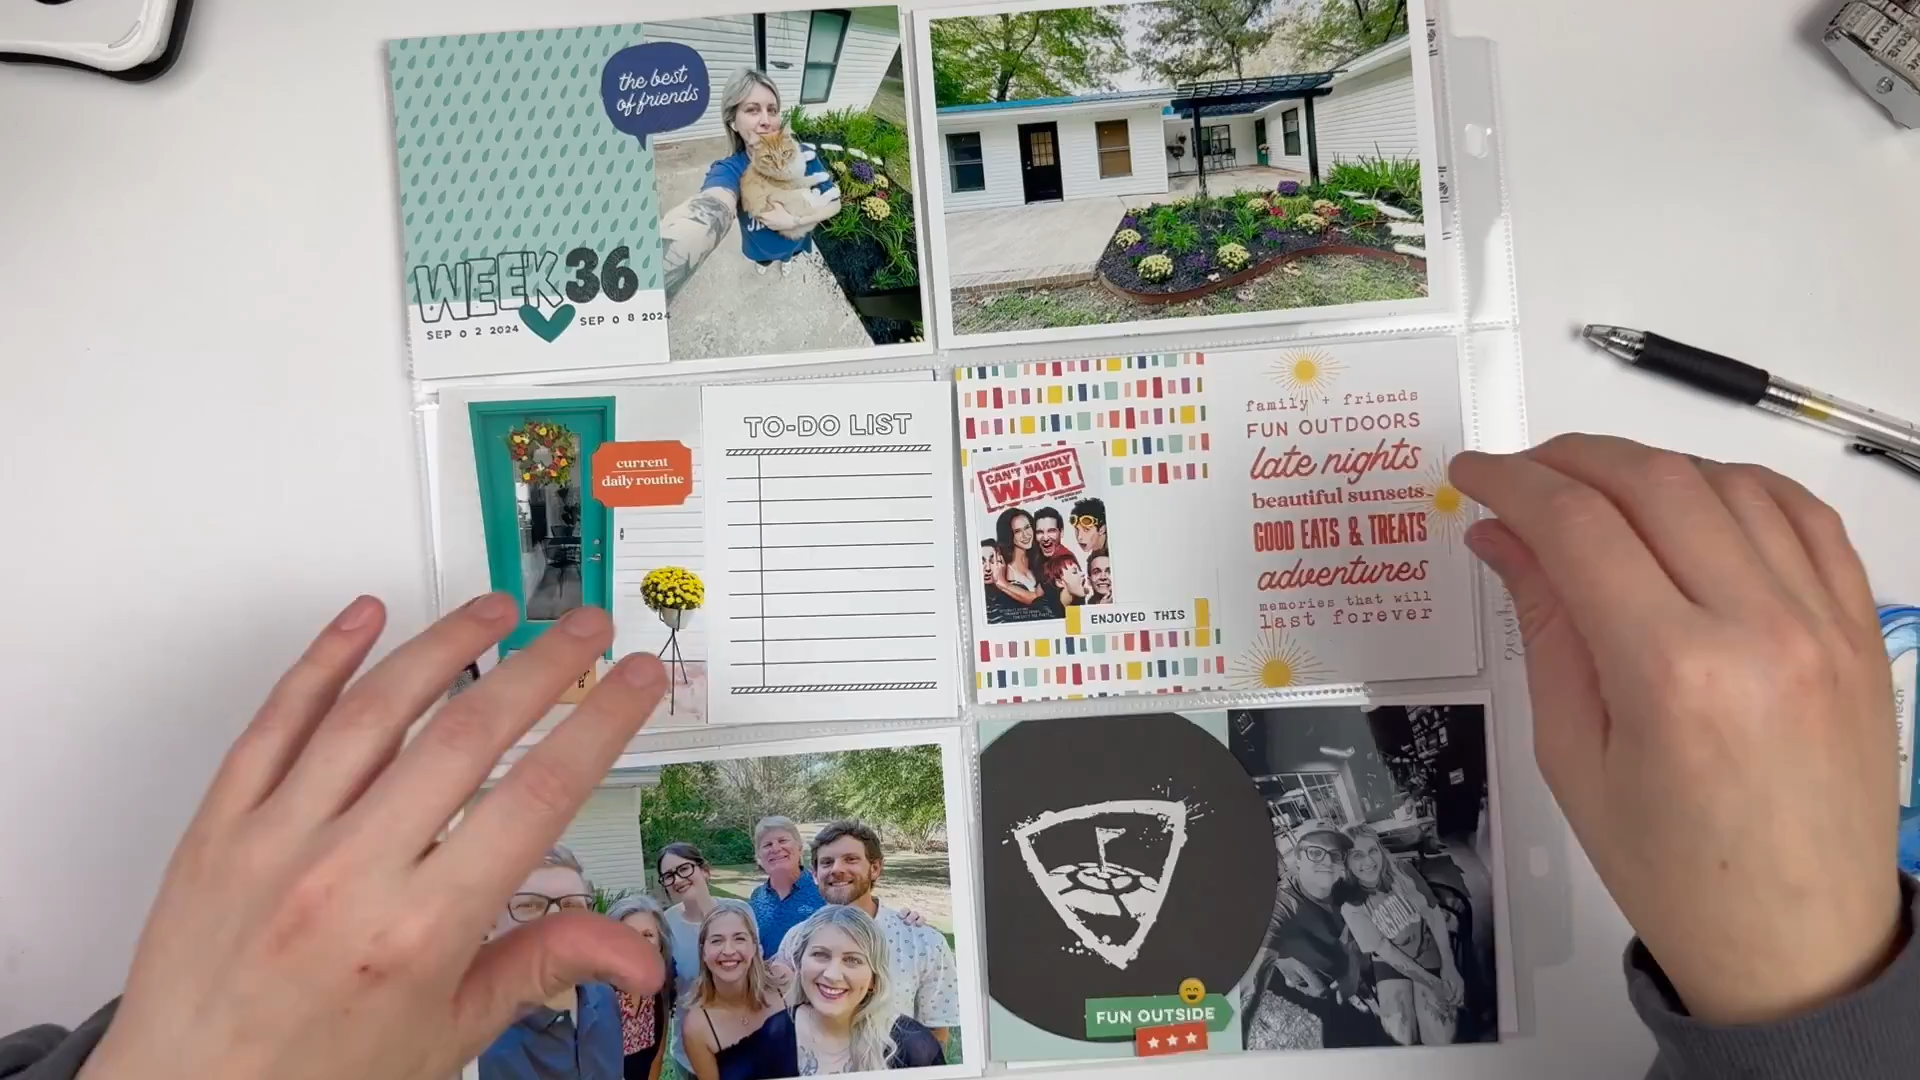 the best
of friends
WEEK 36
SEP 0 2 2024
SEP 0 8 2024
current
daily routine
TO-DO LIST
CAN'T HARDLY
WAIT
ENJOYED THIS
family + friends
FUN OUTDOORS
late nights
beautiful sunsets
GOOD EATS & TREATS
adventures
memories that will
last forever
FUN OUTSIDE